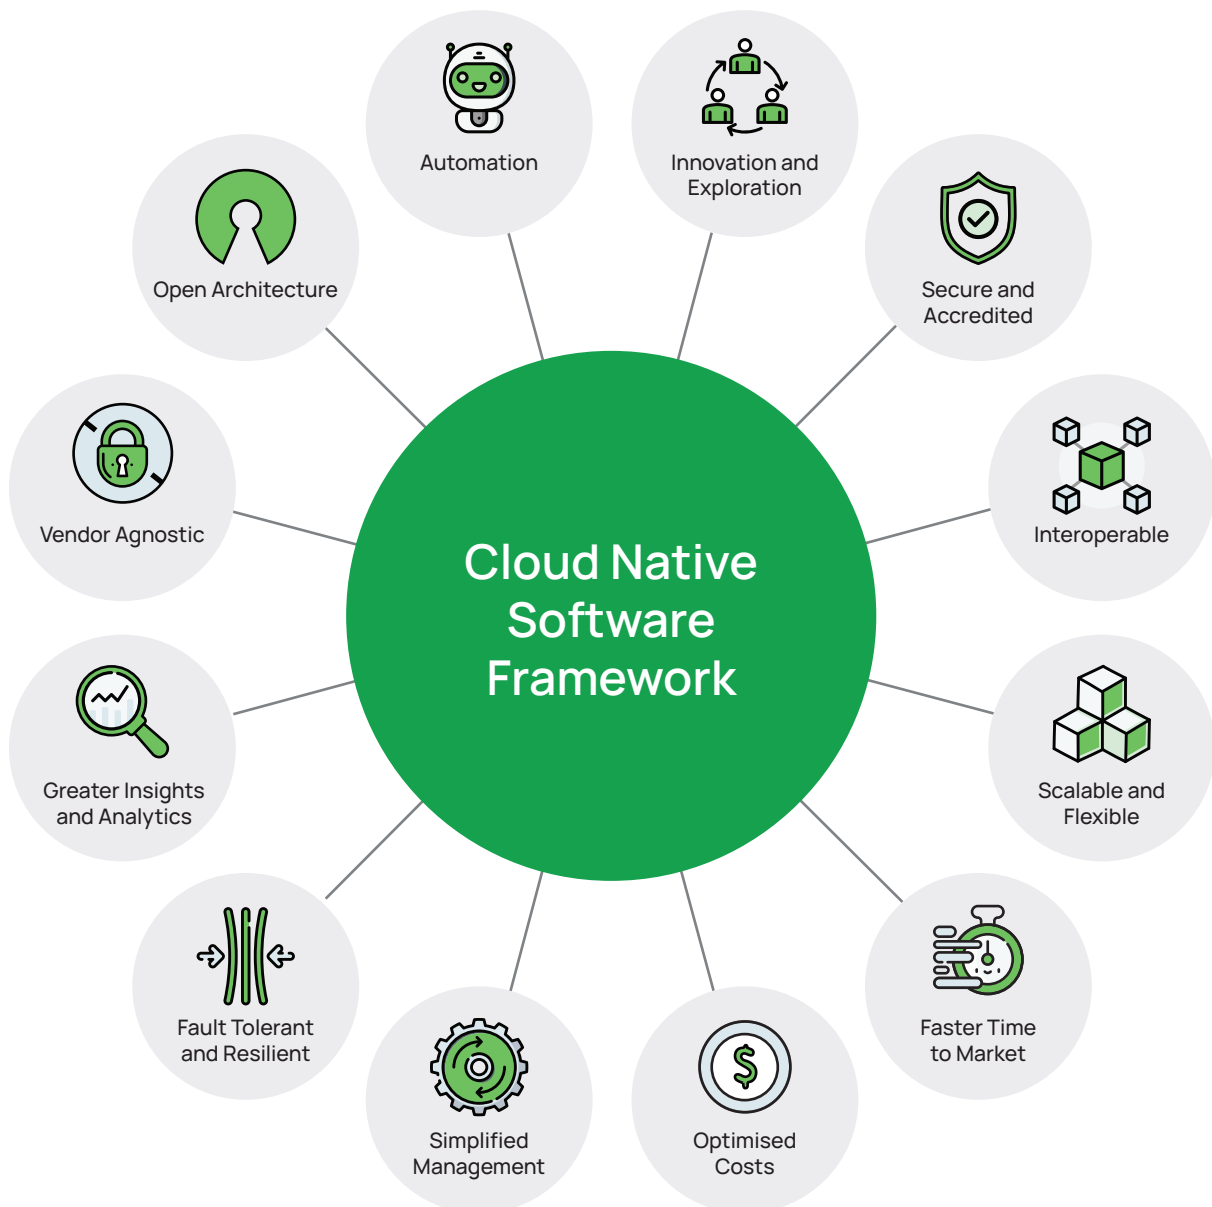 Automation
Innovation and
Exploration
Open Architecture
Secure and
Accredited
Vendor Agnostic
Interoperable
Cloud Native
Software
Framework
Greater Insights
and Analytics
Scalable and
Flexible
Fault Tolerant
and Resilient
Faster Time
to Market
Simplified
Management
Optimised
Costs
$